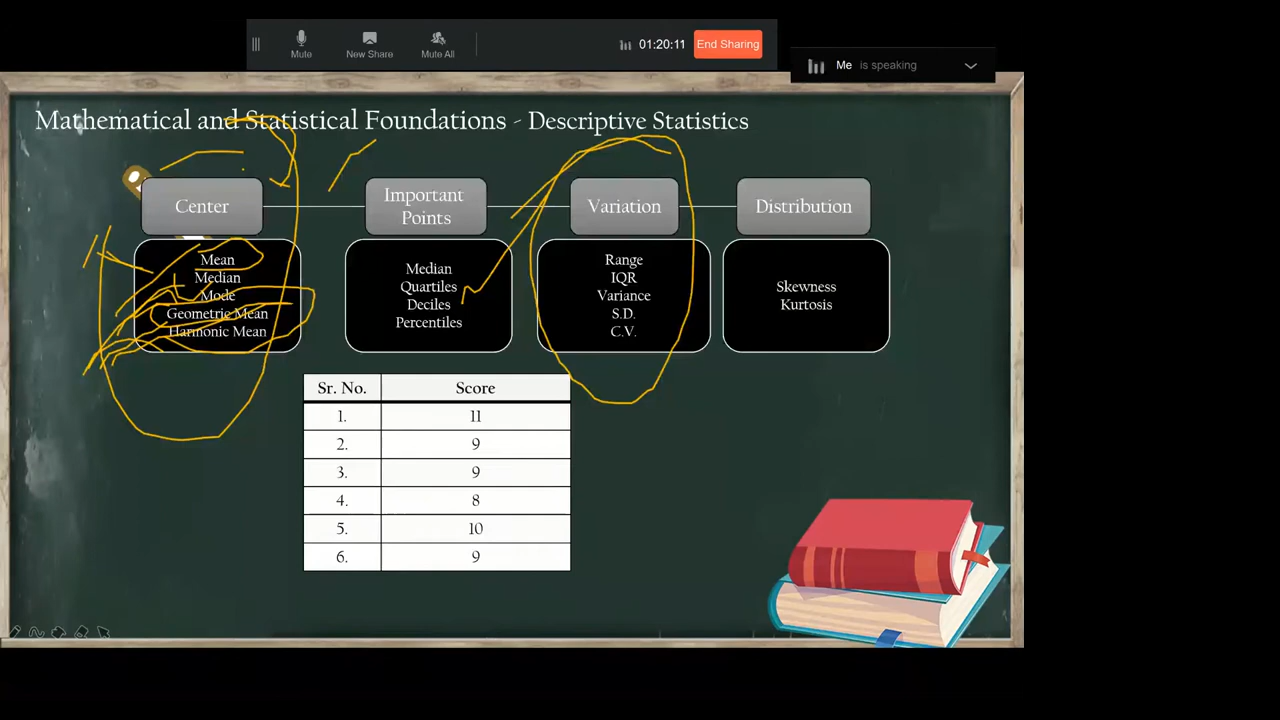 Mute
New Share
Mute All
01:20:11
End Sharing
Me is speaking
Mathematical and Statistical Foundations - Descriptive Statistics
Center
Mean
Median
Mode
Geometric Mean
Harmonic Mean
Important
Points
Median
Quartiles
Deciles
Percentiles
Variation
Range
IQR
Variance
S.D.
C.V.
Distribution
Skewness
Kurtosis
Sr. No. Score
1. 11
2. 9
3. 9
4. 8
5. 10
6. 9